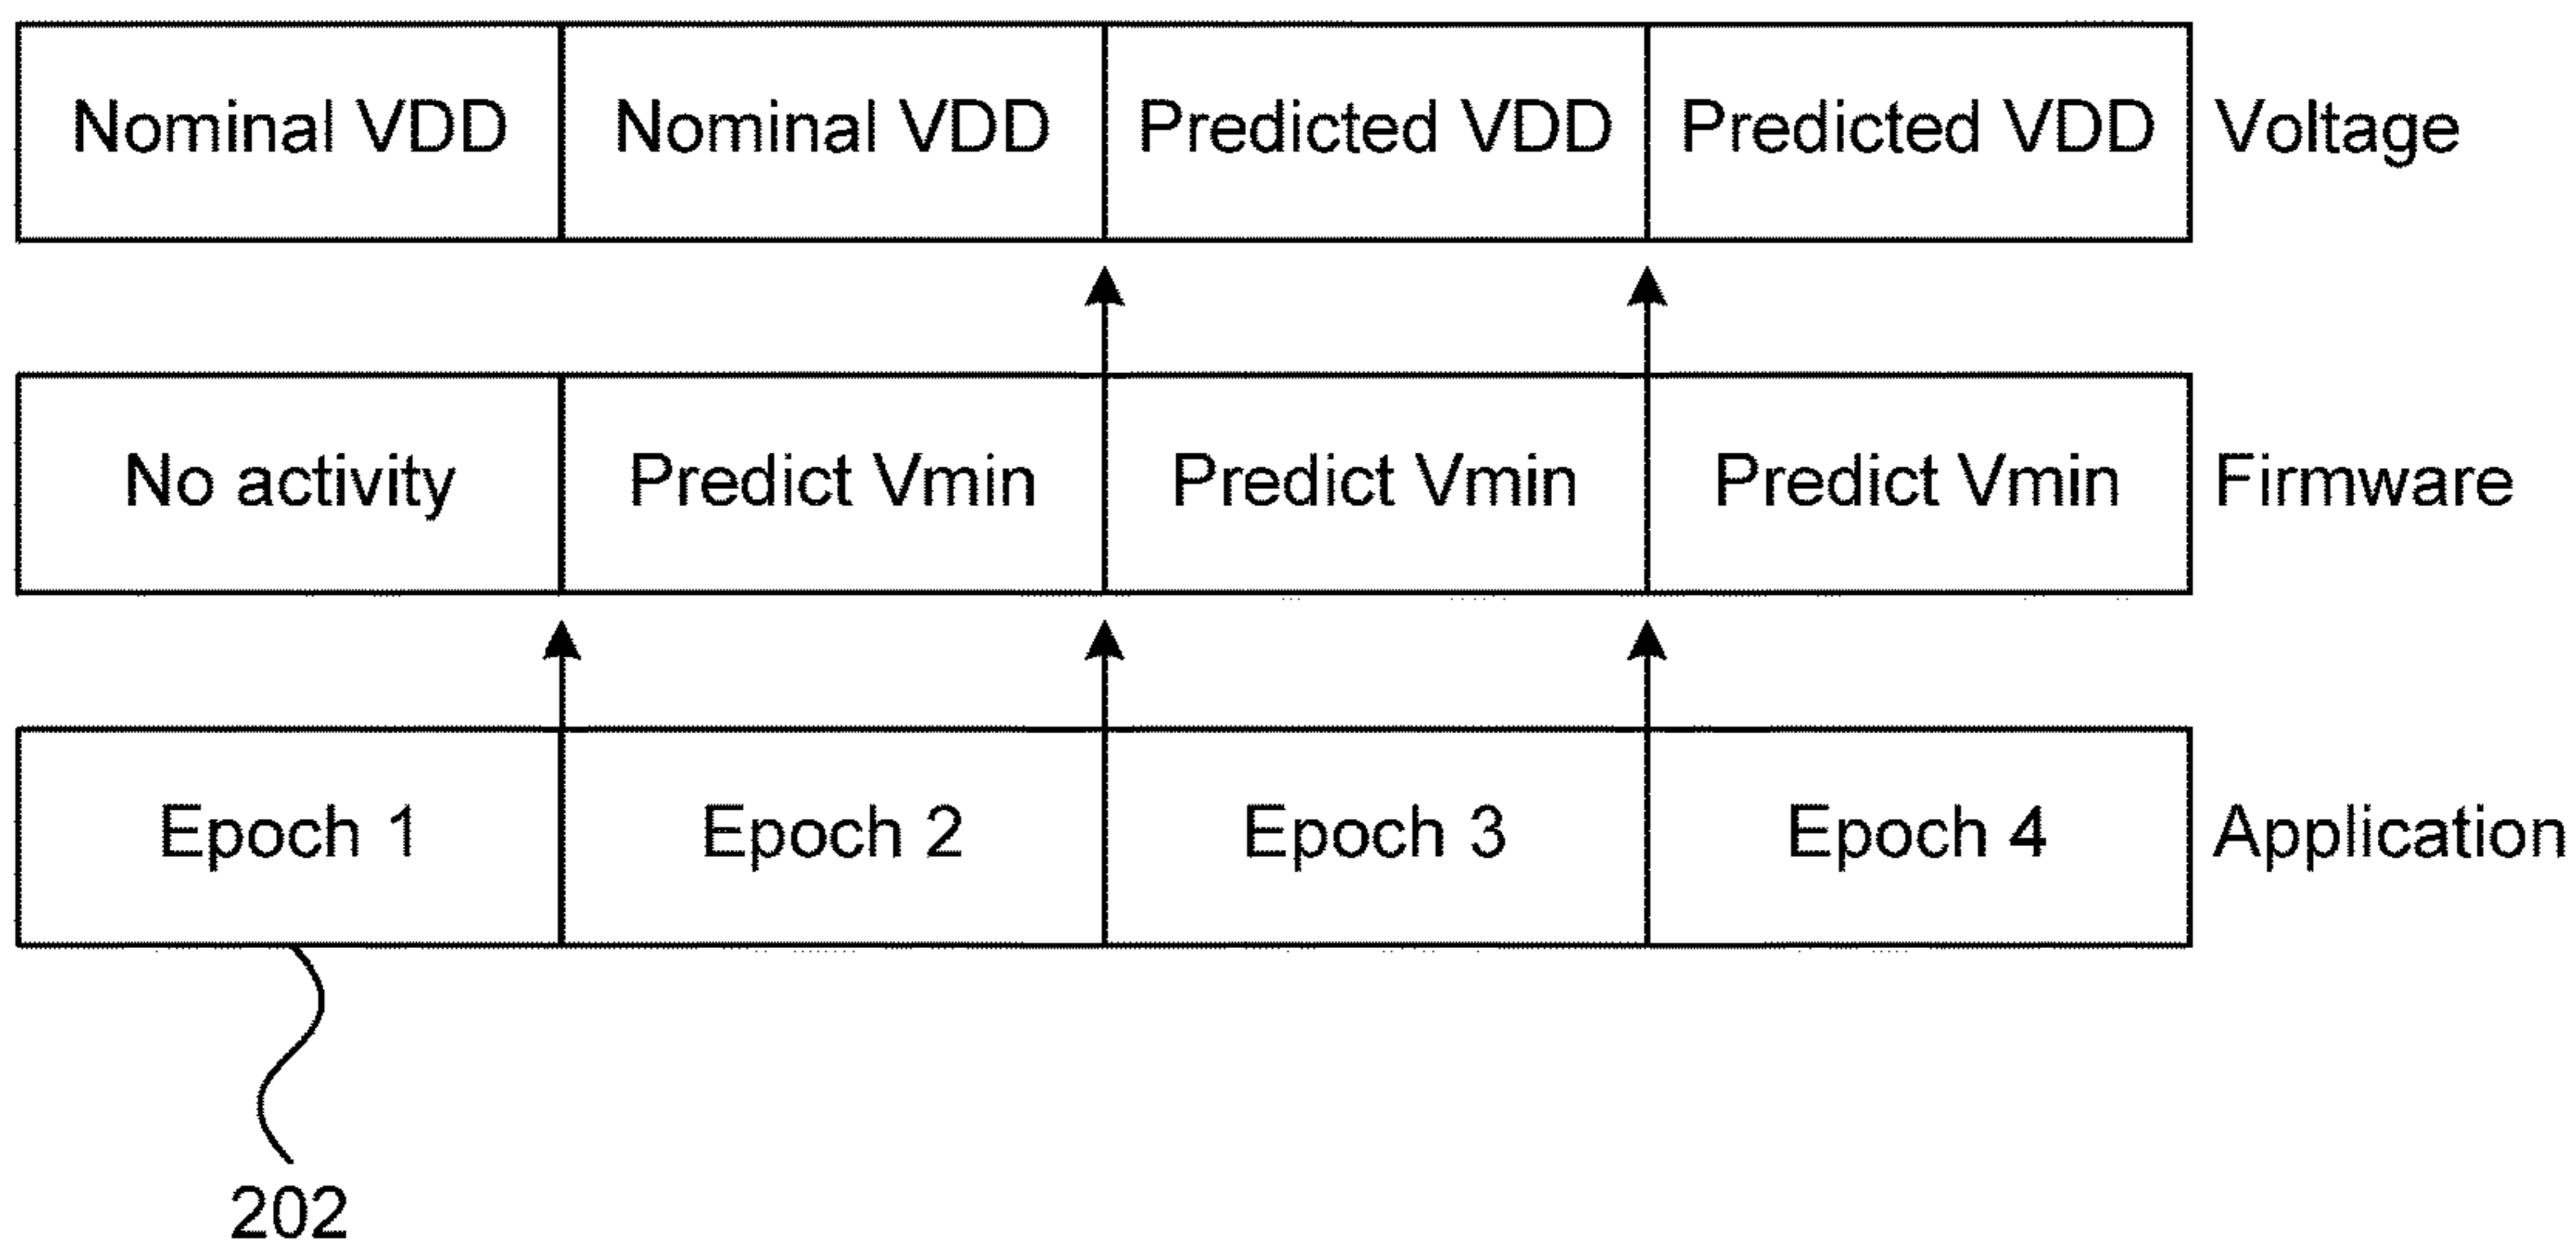 Nominal VDD Nominal VDD Predicted VDD Predicted VDD Voltage
No activity Predict Vmin Predict Vmin Predict Vmin Firmware
Epoch 1 Epoch 2 Epoch 3 Epoch 4 Application
202